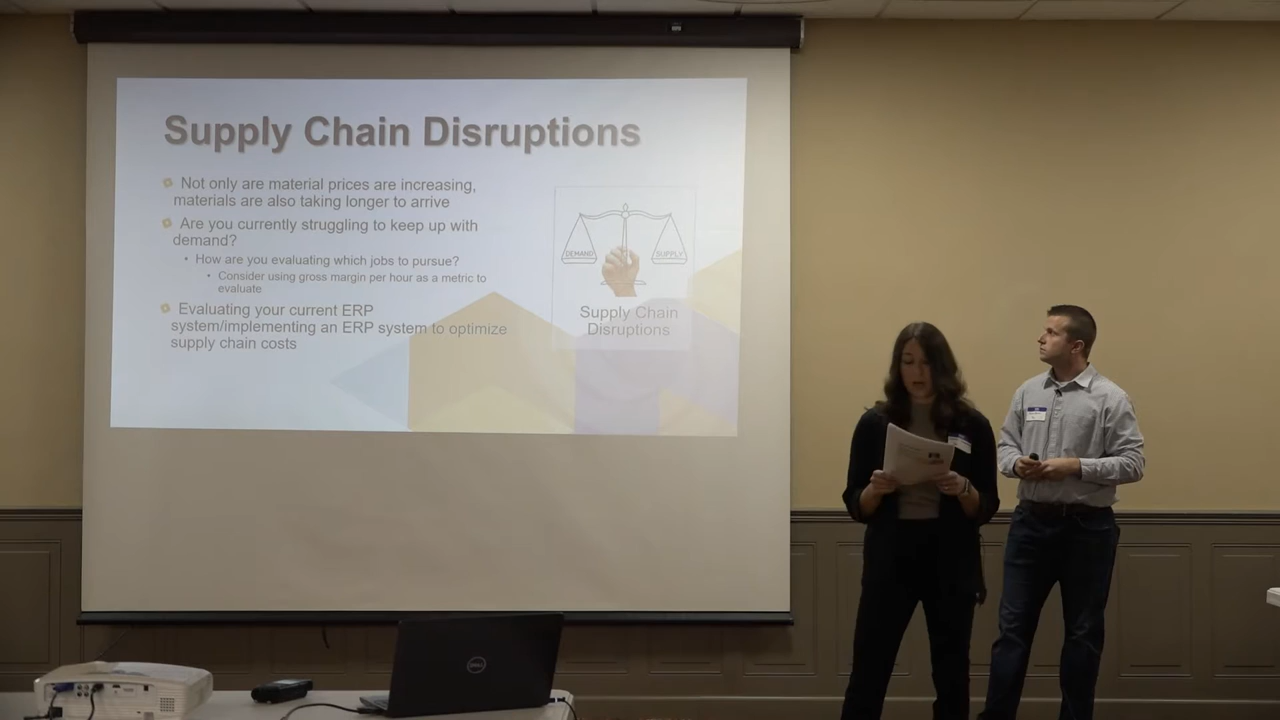 Supply Chain Disruptions
Not only are material prices are increasing,
materials are also taking longer to arrive
Are you currently struggling to keep up with
demand?
How are you evaluating which jobs to pursue?
Consider using gross margin per hour as a metric to
evaluate
Evaluating your current ERP
system/implementing an ERP system to optimize
supply chain costs
DEMAND
SUPPLY
Supply Chain
Disruptions
DELL